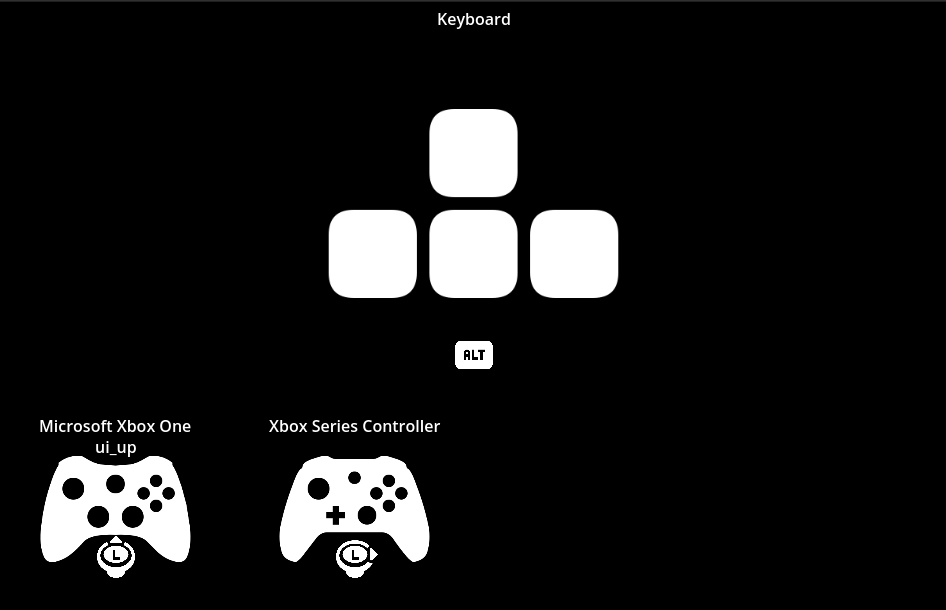 Keyboard
ALT
Microsoft Xbox One
ui_up
Xbox Series Controller
L
L